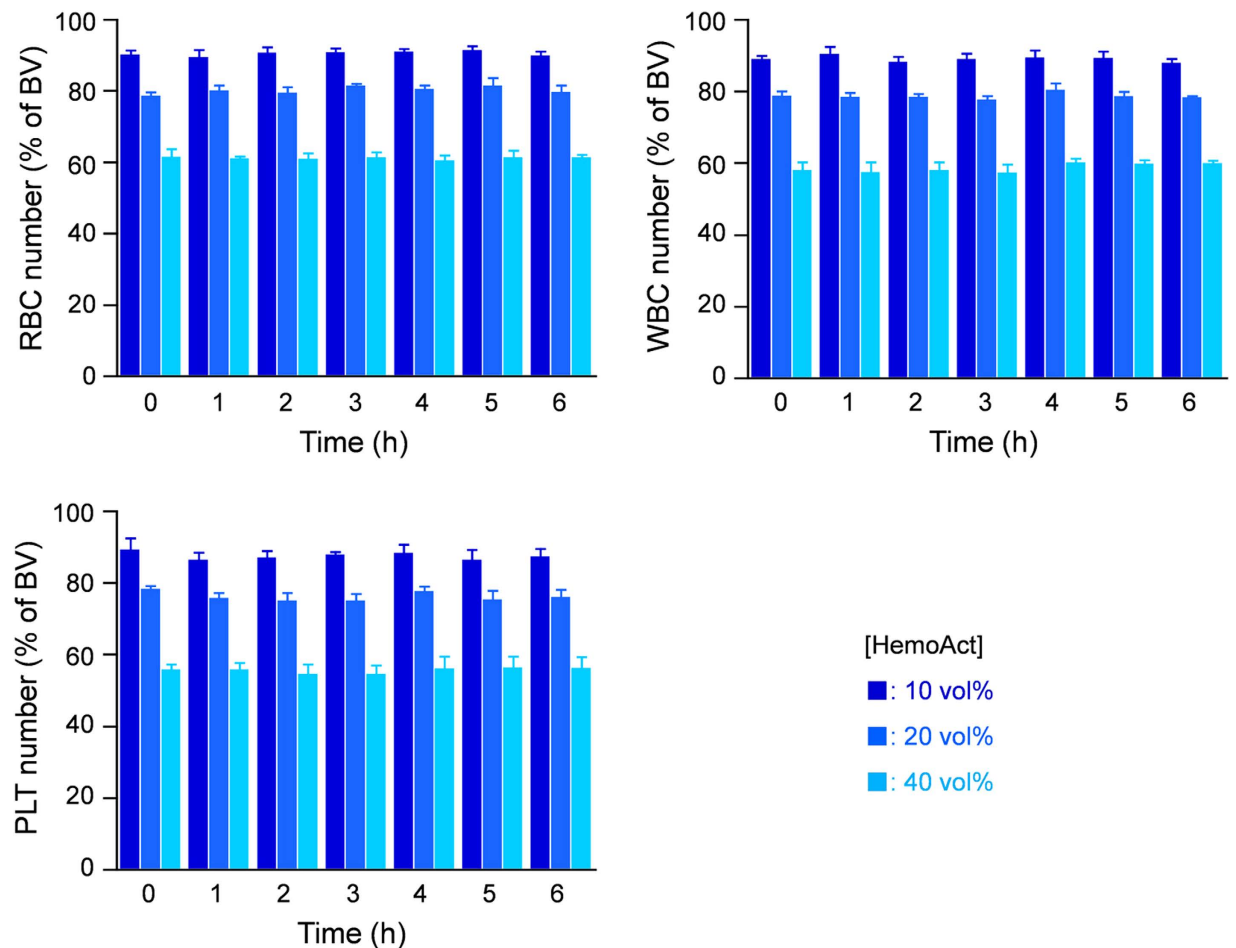 RBC number (% of BV)
100
80
60
40
20
0
0 1 2 3 4 5 6
Time (h)
WBC number (% of BV)
100
80
60
40
20
0
0 1 2 3 4 5 6
Time (h)
PLT number (% of BV)
100
80
60
40
20
0
0 1 2 3 4 5 6
Time (h)
[HemoAct]
: 10 vol%
: 20 vol%
: 40 vol%